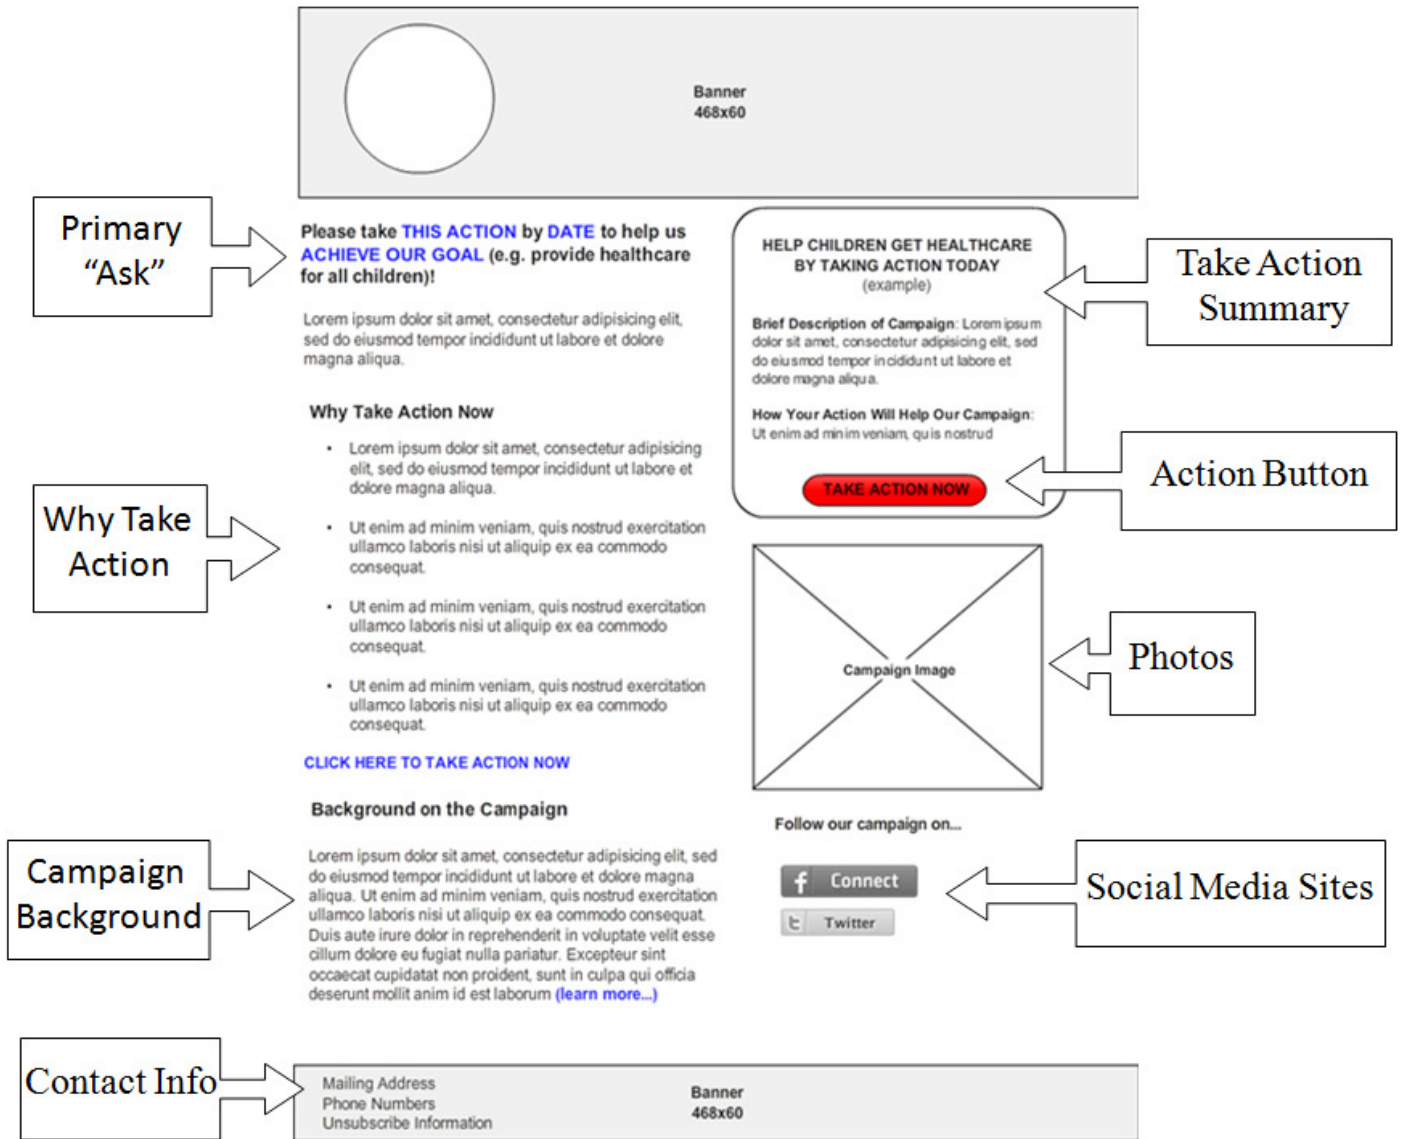 Banner
468x60
Primary
“Ask”
Please take THIS ACTION by DATE to help us
ACHIEVE OUR GOAL (e.g. provide healthcare
for all children)!
Lorem ipsum dolor sit amet, consectetur adipisicing elit,
sed do eiusmod tempor incididunt ut labore et dolore
magna aliqua.
Why Take
Action
Why Take Action Now
• Lorem ipsum dolor sit amet, consectetur adipisicing
elit, sed do eiusmod tempor incididunt ut labore et
dolore magna aliqua.
• Ut enim ad minim veniam, quis nostrud exercitation
ullamco laboris nisi ut aliquip ex ea commodo
consequat.
• Ut enim ad minim veniam, quis nostrud exercitation
ullamco laboris nisi ut aliquip ex ea commodo
consequat.
• Ut enim ad minim veniam, quis nostrud exercitation
ullamco laboris nisi ut aliquip ex ea commodo
consequat.
CLICK HERE TO TAKE ACTION NOW
Campaign
Background
Background on the Campaign
Lorem ipsum dolor sit amet, consectetur adipisicing elit, sed
do eiusmod tempor incididunt ut labore et dolore magna
aliqua. Ut enim ad minim veniam, quis nostrud exercitation
ullamco laboris nisi ut aliquip ex ea commodo consequat.
Duis aute irure dolor in reprehenderit in voluptate velit esse
cillum dolore eu fugiat nulla pariatur. Excepteur sint
occaecat cupidatat non proident, sunt in culpa qui officia
deserunt mollit anim id est laborum (learn more...)
HELP CHILDREN GET HEALTHCARE
BY TAKING ACTION TODAY
(example)
Brief Description of Campaign: Lorem ipsum
dolor sit amet, consectetur adipisicing elit, sed
do eiusmod tempor incididunt ut labore et
dolore magna aliqua.
How Your Action Will Help Our Campaign:
Ut enim ad minim veniam, quis nostrud
TAKE ACTION NOW
Take Action
Summary
Action Button
Campaign Image
Photos
Follow our campaign on...
f Connect
t Twitter
Social Media Sites
Contact Info
Mailing Address
Phone Numbers
Unsubscribe Information
Banner
468x60